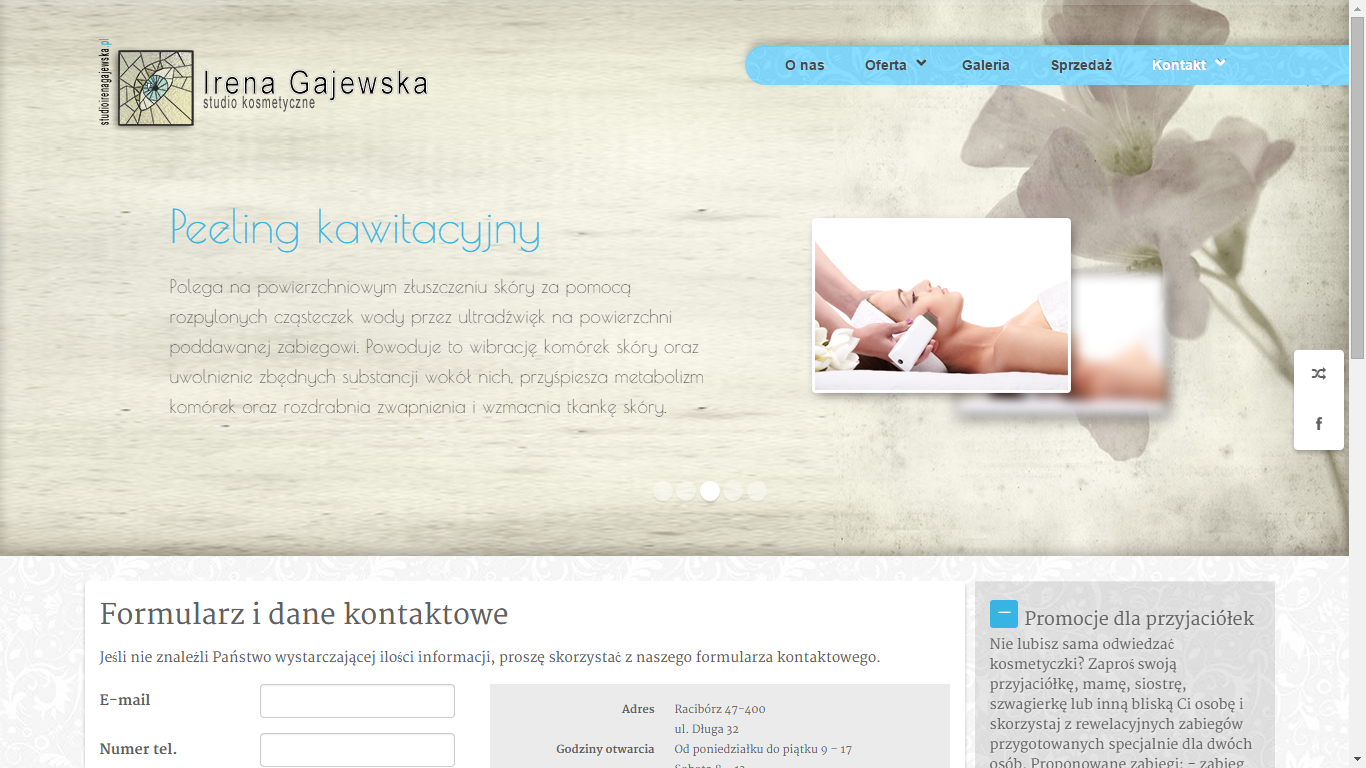 studioirenagajewska.pl
Irena Gajewska
studio kosmetyczne
O nas Oferta Galeria Sprzedaż Kontakt
Peeling kawitacyjny
Polega na powierzchniowym złuszczeniu skóry za pomocą
rozpylonych cząsteczek wody przez ultradźwięk na powierzchni
poddawanej zabiegowi. Powoduje to wibrację komórek skóry oraz
uwolnienie zbędnych substancji wokół nich, przyśpiesza metabolizm
komórek oraz rozdrabnia zwapnienia i wzmacnia tkankę skóry.
f
Formularz i dane kontaktowe
Jeśli nie znaleźli Państwo wystarczającej ilości informacji, proszę skorzystać z naszego formularza kontaktowego.
E-mail
Numer tel.
Adres Racibórz 47-400
ul. Długa 32
Godziny otwarcia Od poniedziałku do piątku 9 – 17
Sobota 8 – 13
Promocje dla przyjaciółek
Nie lubisz sama odwiedzać
kosmetyczki? Zaproś swoją
przyjaciółkę, mamę, siostrę,
szwagierkę lub inną bliską Ci osobę i
skorzystaj z rewelacyjnych zabiegów
przygotowanych specjalnie dla dwóch
osób. Proponowane zabiegi: – zabieg